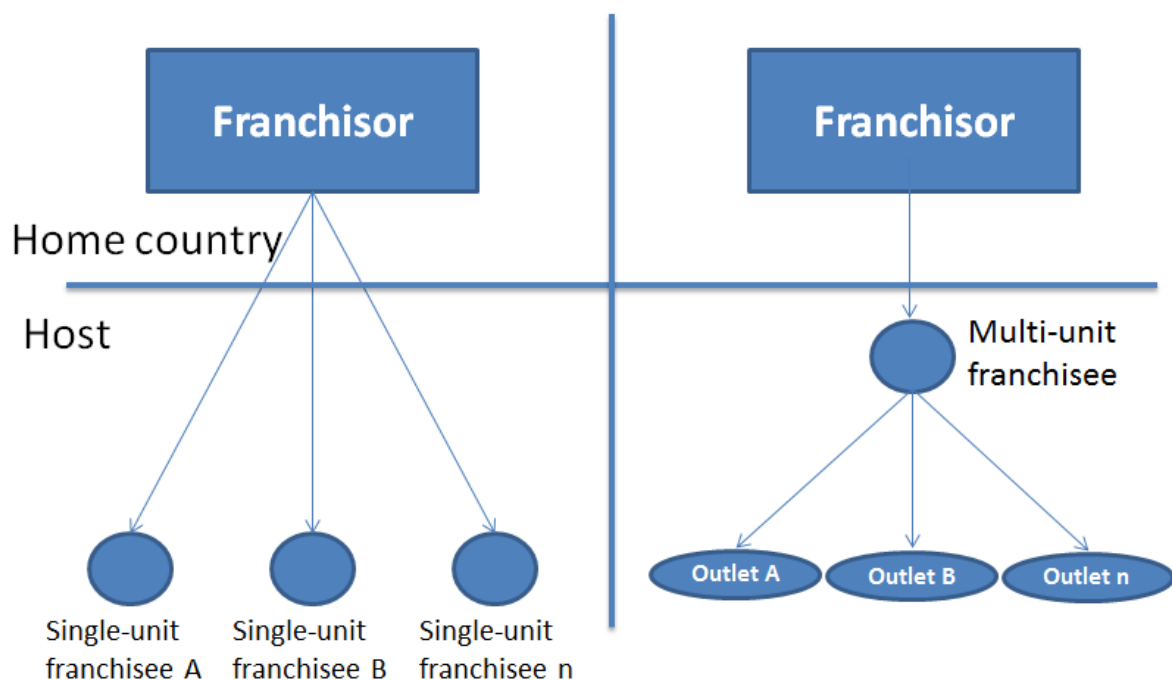 Franchisor
Franchisor
Home country
Host
Multi-unit
franchisee
Outlet A
Outlet B
Outlet n
Single-unit
franchisee A
Single-unit
franchisee B
Single-unit
franchisee n